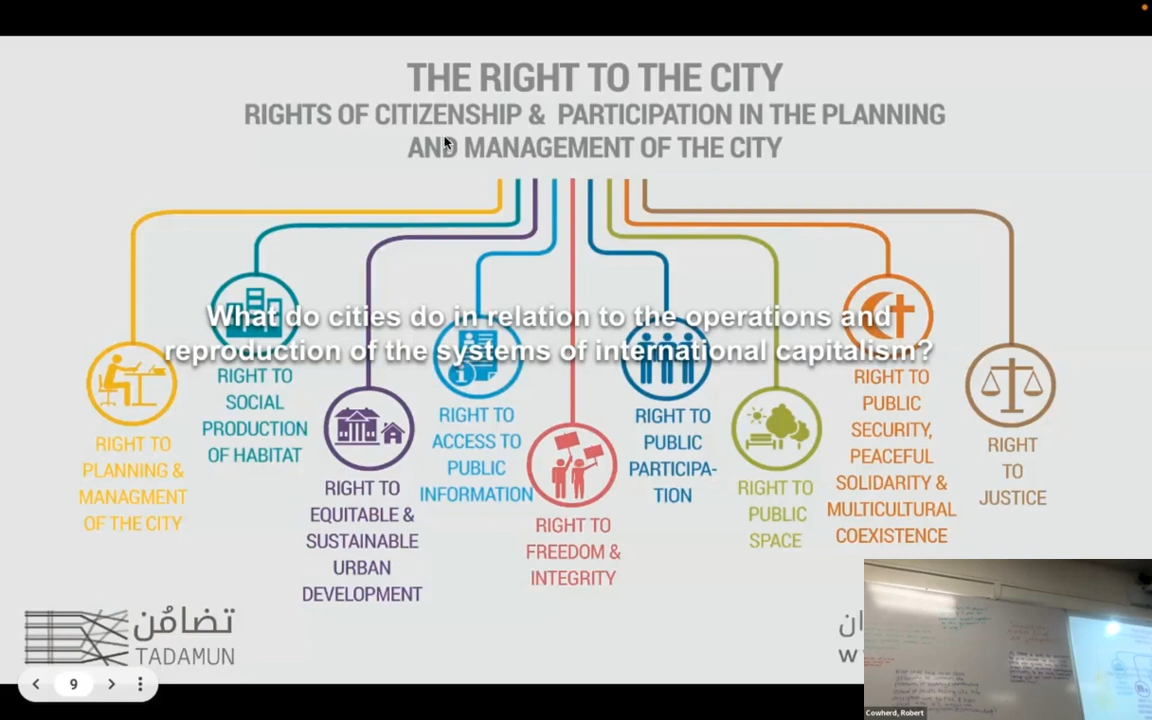 THE RIGHT TO THE CITY
RIGHTS OF CITIZENSHIP & PARTICIPATION IN THE PLANNING
AND MANAGEMENT OF THE CITY
What do cities do in relation to the operations and
reproduction of the systems of international capitalism?
RIGHT TO
PLANNING &
MANAGMENT
OF THE CITY
RIGHT TO
SOCIAL
PRODUCTION
OF HABITAT
RIGHT TO
EQUITABLE &
SUSTAINABLE
URBAN
DEVELOPMENT
RIGHT TO
ACCESS TO
PUBLIC
INFORMATION
RIGHT TO
FREEDOM &
INTEGRITY
RIGHT TO
PUBLIC
PARTICIPA-
TION
RIGHT TO
PUBLIC
SPACE
RIGHT TO
PUBLIC
SECURITY,
PEACEFUL
SOLIDARITY &
MULTICULTURAL
COEXISTENCE
RIGHT
TO
JUSTICE
تضامُن
TADAMUN
9
Cowherd, Robert